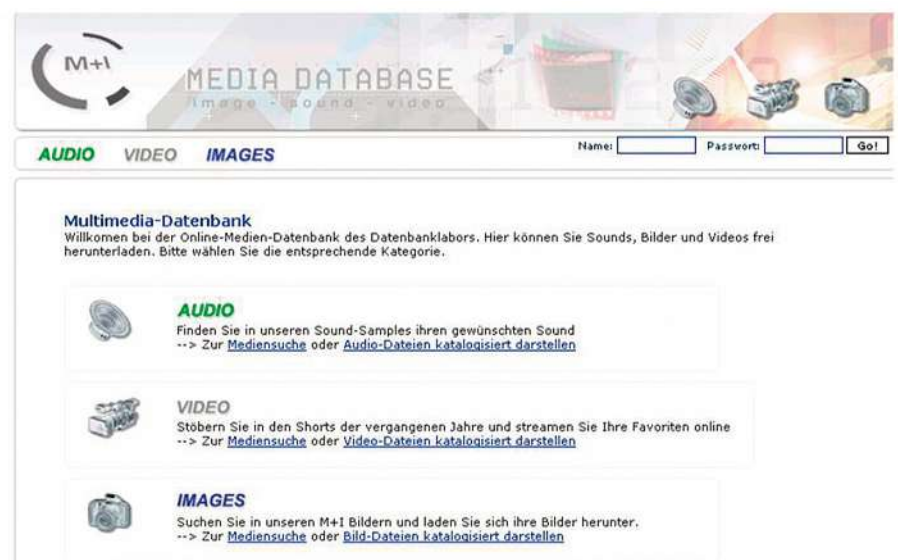 M+I
MEDIA DATABASE
image - sound - video
AUDIO VIDEO IMAGES Name: Passwort: Go!
Multimedia-Datenbank
Willkomen bei der Online-Medien-Datenbank des Datenbanklabors. Hier können Sie Sounds, Bilder und Videos frei
herunterladen. Bitte wählen Sie die entsprechende Kategorie.
AUDIO
Finden Sie in unseren Sound-Samples ihren gewünschten Sound
--> Zur Mediensuche oder Audio-Dateien katalogisiert darstellen
VIDEO
Stöbern Sie in den Shorts der vergangenen Jahre und streamen Sie Ihre Favoriten online
--> Zur Mediensuche oder Video-Dateien katalogisiert darstellen
IMAGES
Suchen Sie in unseren M+I Bildern und laden Sie sich ihre Bilder herunter.
--> Zur Mediensuche oder Bild-Dateien katalogisiert darstellen